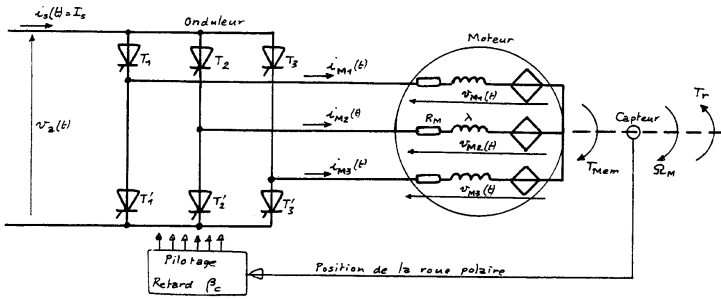 i_s(t) = I_s
Onduleur
Moteur
T_1
T_2
T_3
i_M1(t)
v_M1(t)
Capteur
T_r
v_a(t)
i_M2(t)
R_M
λ
v_M2(t)
T_Mem
Ω_M
i_M3(t)
v_M3(t)
T'_1
T'_2
T'_3
Pilotage
Retard β_c
Position de la roue polaire